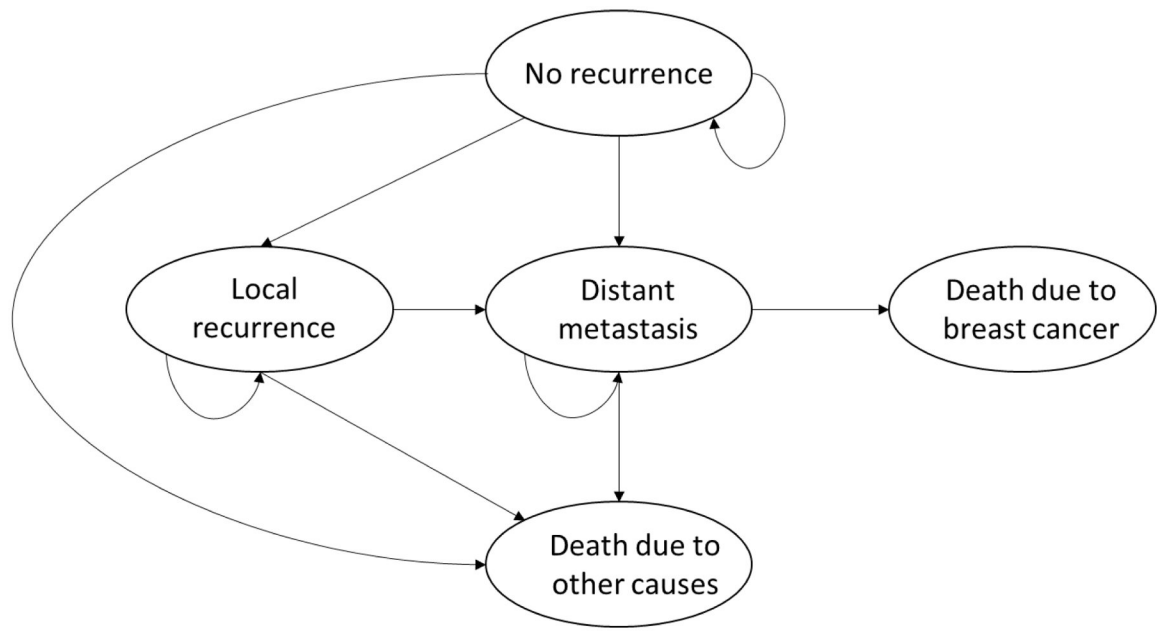 No recurrence
Local
recurrence
Distant
metastasis
Death due to
breast cancer
Death due to
other causes